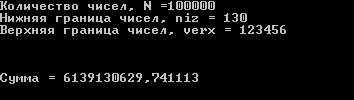 Количество чисел, N =100000
Нижняя граница чисел, niz = 130
Верхняя граница чисел, verx = 123456
Сумма = 6139130629,741113